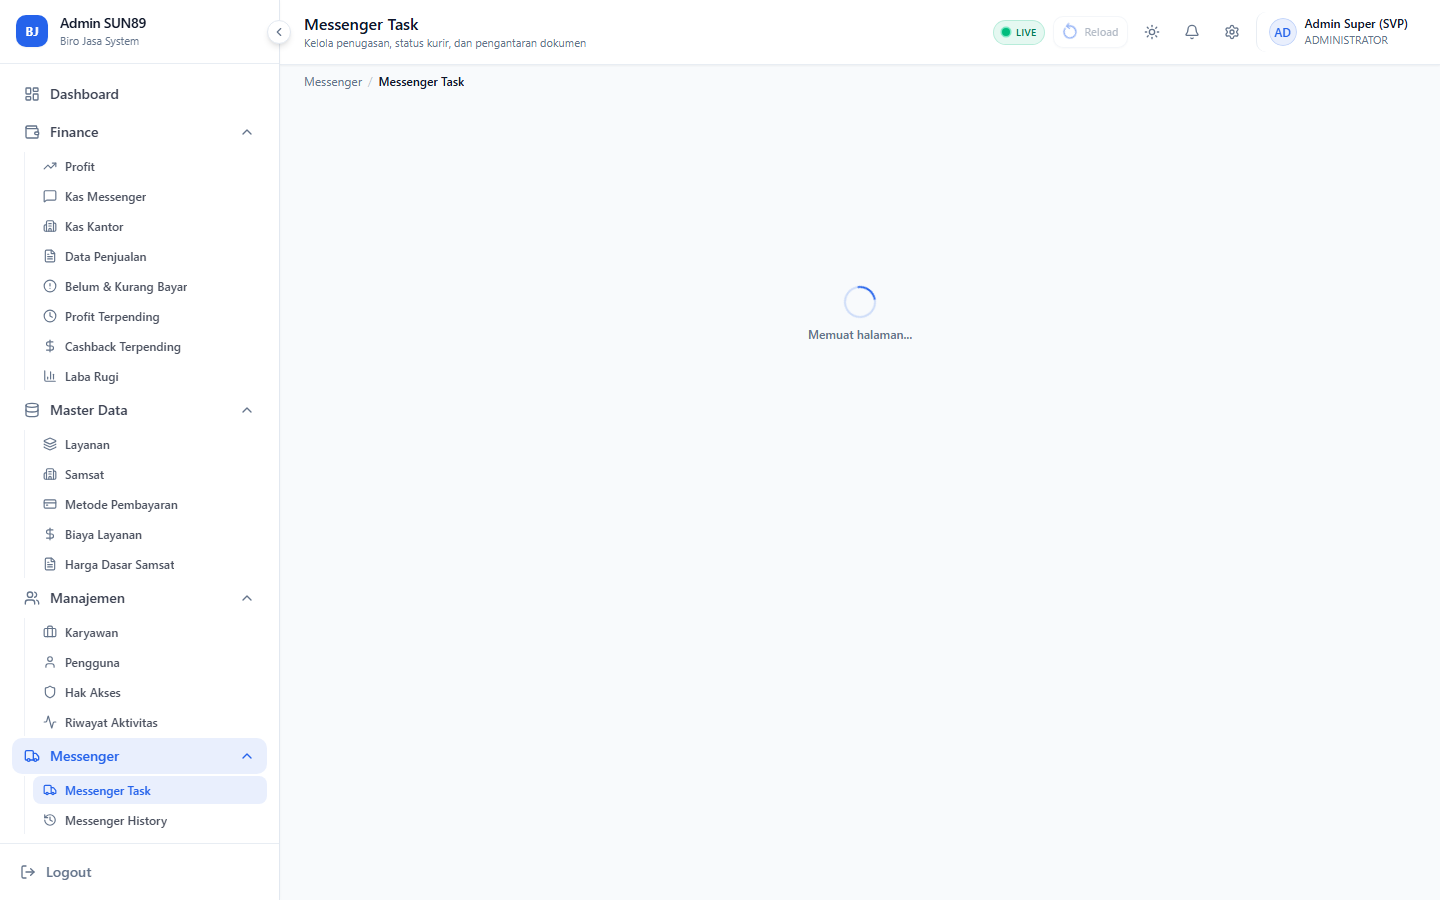 BJ
Admin SUN89
Biro Jasa System
Dashboard
Finance
Profit
Kas Messenger
Kas Kantor
Data Penjualan
Belum & Kurang Bayar
Profit Terpending
Cashback Terpending
Laba Rugi
Master Data
Layanan
Samsat
Metode Pembayaran
Biaya Layanan
Harga Dasar Samsat
Manajemen
Karyawan
Pengguna
Hak Akses
Riwayat Aktivitas
Messenger
Messenger Task
Messenger History
Logout
Messenger Task
Kelola penugasan, status kurir, dan pengantaran dokumen
LIVE
Reload
AD
Admin Super (SVP)
ADMINISTRATOR
Messenger / Messenger Task
Memuat halaman...